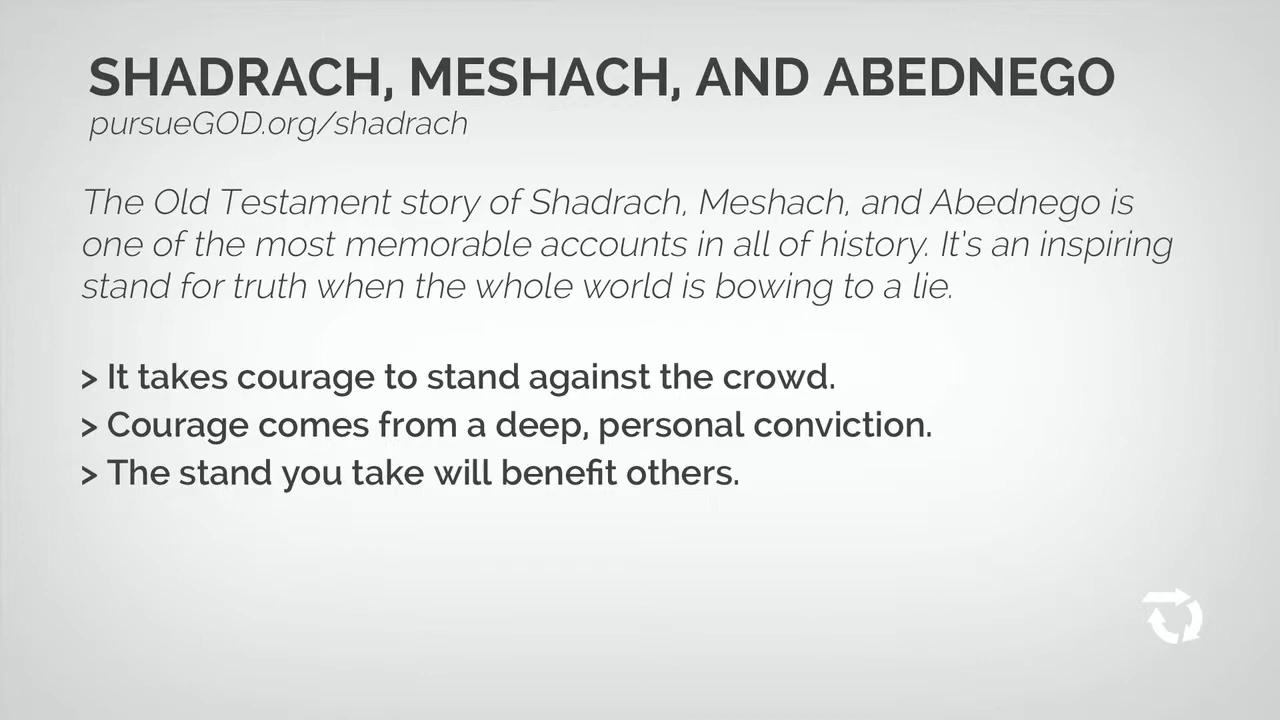 SHADRACH, MESHACH, AND ABEDNEGO
pursueGOD.org/shadrach
The Old Testament story of Shadrach, Meshach, and Abednego is
one of the most memorable accounts in all of history. It's an inspiring
stand for truth when the whole world is bowing to a lie.
> It takes courage to stand against the crowd.
> Courage comes from a deep, personal conviction.
> The stand you take will benefit others.